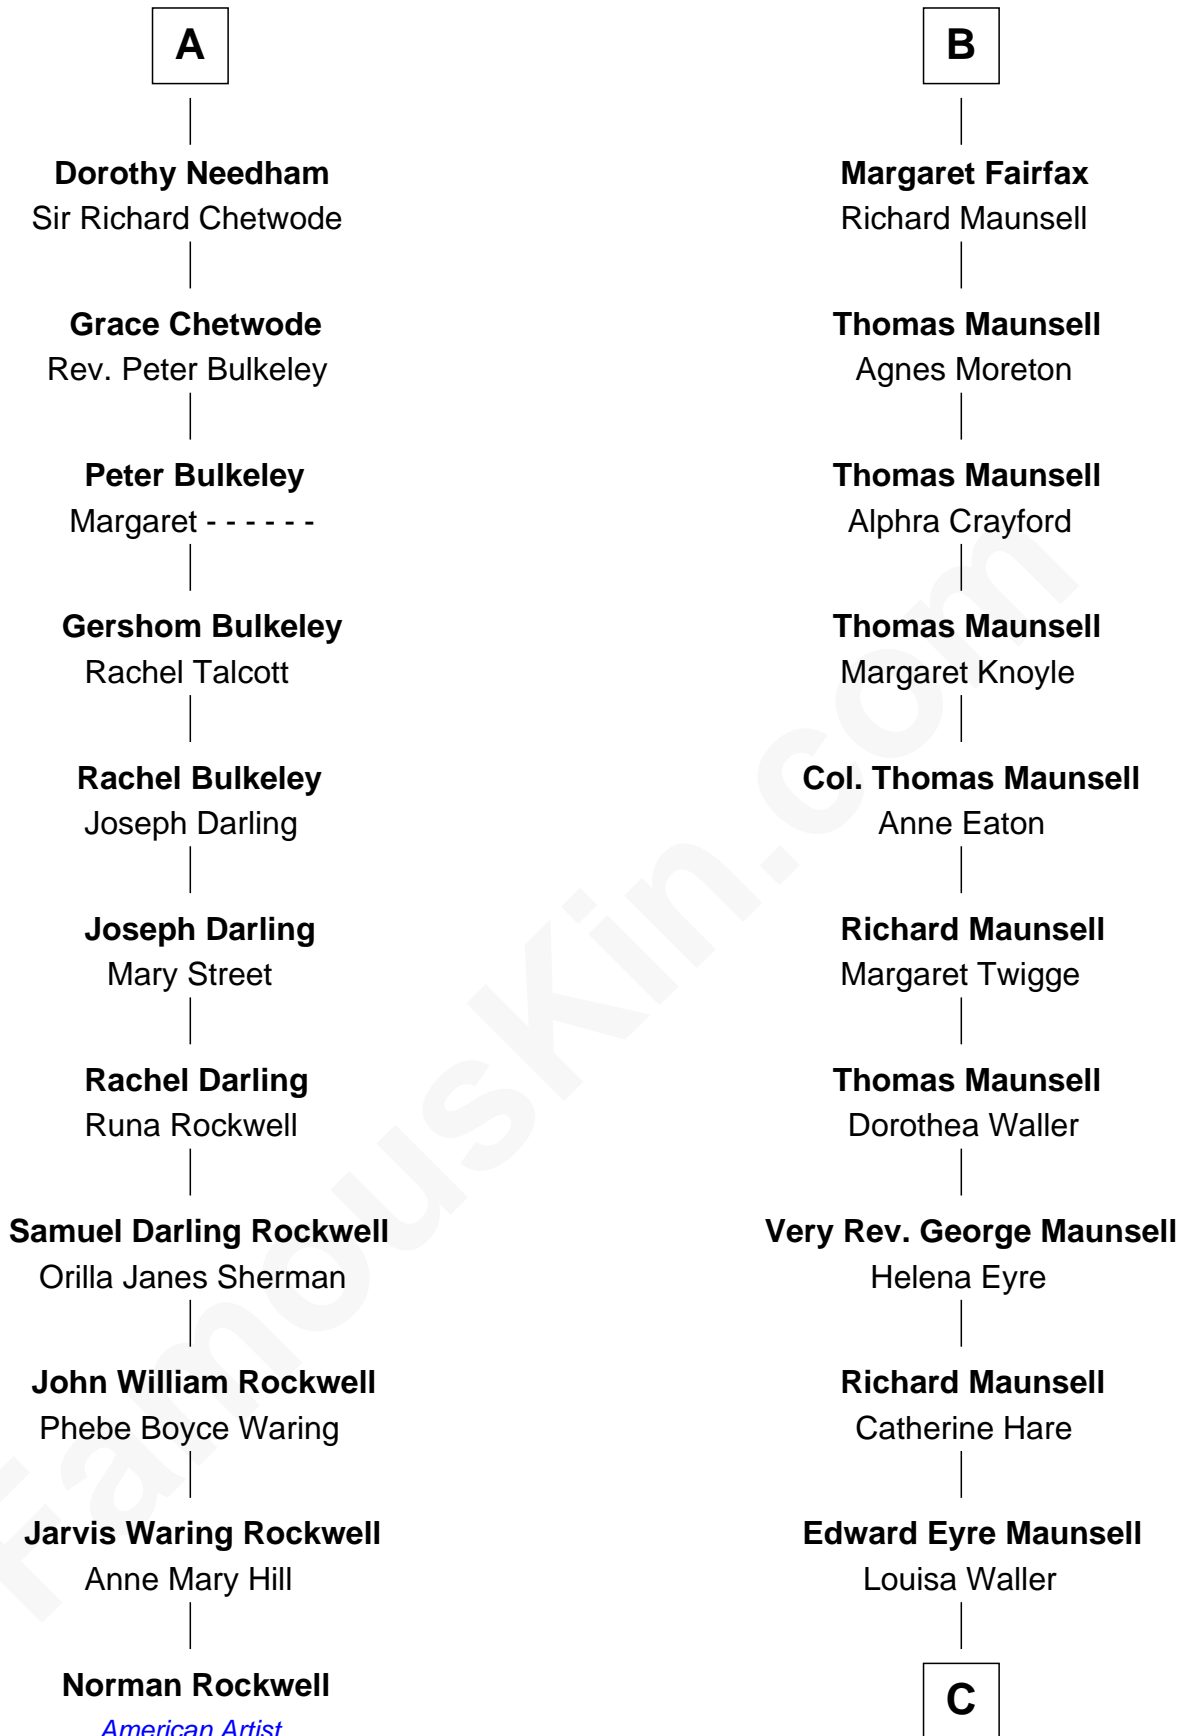 A
Dorothy Needham
Sir Richard Chetwode
Grace Chetwode
Rev. Peter Bulkeley
Peter Bulkeley
Margaret - - - - - -
Gershom Bulkeley
Rachel Talcott
Rachel Bulkeley
Joseph Darling
Joseph Darling
Mary Street
Rachel Darling
Runa Rockwell
Samuel Darling Rockwell
Orilla Janes Sherman
John William Rockwell
Phebe Boyce Waring
Jarvis Waring Rockwell
Anne Mary Hill
Norman Rockwell
American Artist
B
Margaret Fairfax
Richard Maunsell
Thomas Maunsell
Agnes Moreton
Thomas Maunsell
Alphra Crayford
Thomas Maunsell
Margaret Knoyle
Col. Thomas Maunsell
Anne Eaton
Richard Maunsell
Margaret Twigge
Thomas Maunsell
Dorothea Waller
Very Rev. George Maunsell
Helena Eyre
Richard Maunsell
Catherine Hare
Edward Eyre Maunsell
Louisa Waller
C
FamousKin.com